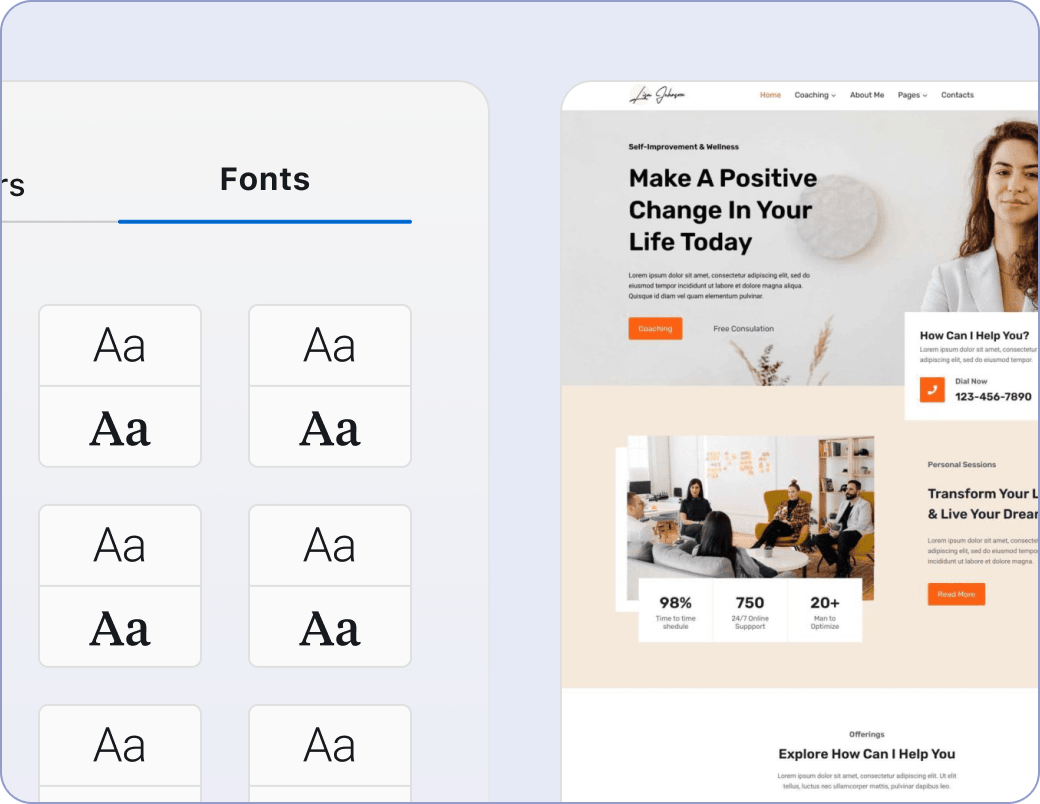 rs
Fonts
Aa
Aa
Aa
Aa
Aa
Aa
Aa
Aa
Aa
Aa
Lisa Johnson
Home
Coaching
About Me
Pages
Contacts
Self-Improvement & Wellness
Make A Positive
Change In Your
Life Today
Lorem ipsum dolor sit amet, consectetur adipiscing elit, sed do
eiusmod tempor incididunt ut labore et dolore magna aliqua.
Quisque id diam vel quam elementum pulvinar.
Coaching
Free Consulation
How Can I Help You?
Lorem ipsum dolor sit amet, consectetur
adipiscing elit, sed do eiusmod tempor.
Dial Now
123-456-7890
98%
Time to time
shedule
750
24/7 Online
Suppport
20+
Man to
Optimize
Personal Sessions
Transform Your L
& Live Your Drear
Lorem ipsum dolor sit amet, consecte
adipiscing elit, sed do eiusmod tempo
incididunt ut labore et dolore magna.
Read More
Offerings
Explore How Can I Help You
Lorem ipsum dolor sit amet, consectetur adipiscing elit. Ut elit
tellus, luctus nec ullamcorper mattis, pulvinar dapibus leo.